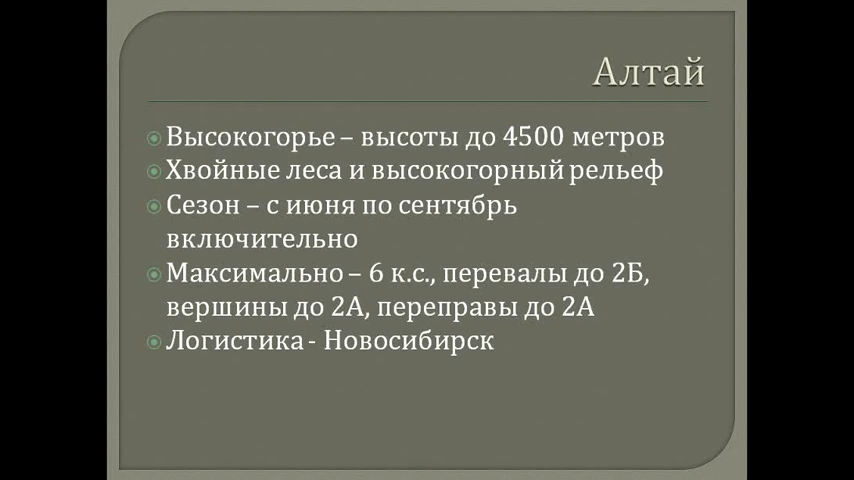 Алтай
Высокогорье – высоты до 4500 метров
Хвойные леса и высокогорный рельеф
Сезон – с июня по сентябрь
включительно
Максимально – 6 к.с., перевалы до 2Б,
вершины до 2А, переправы до 2А
Логистика - Новосибирск